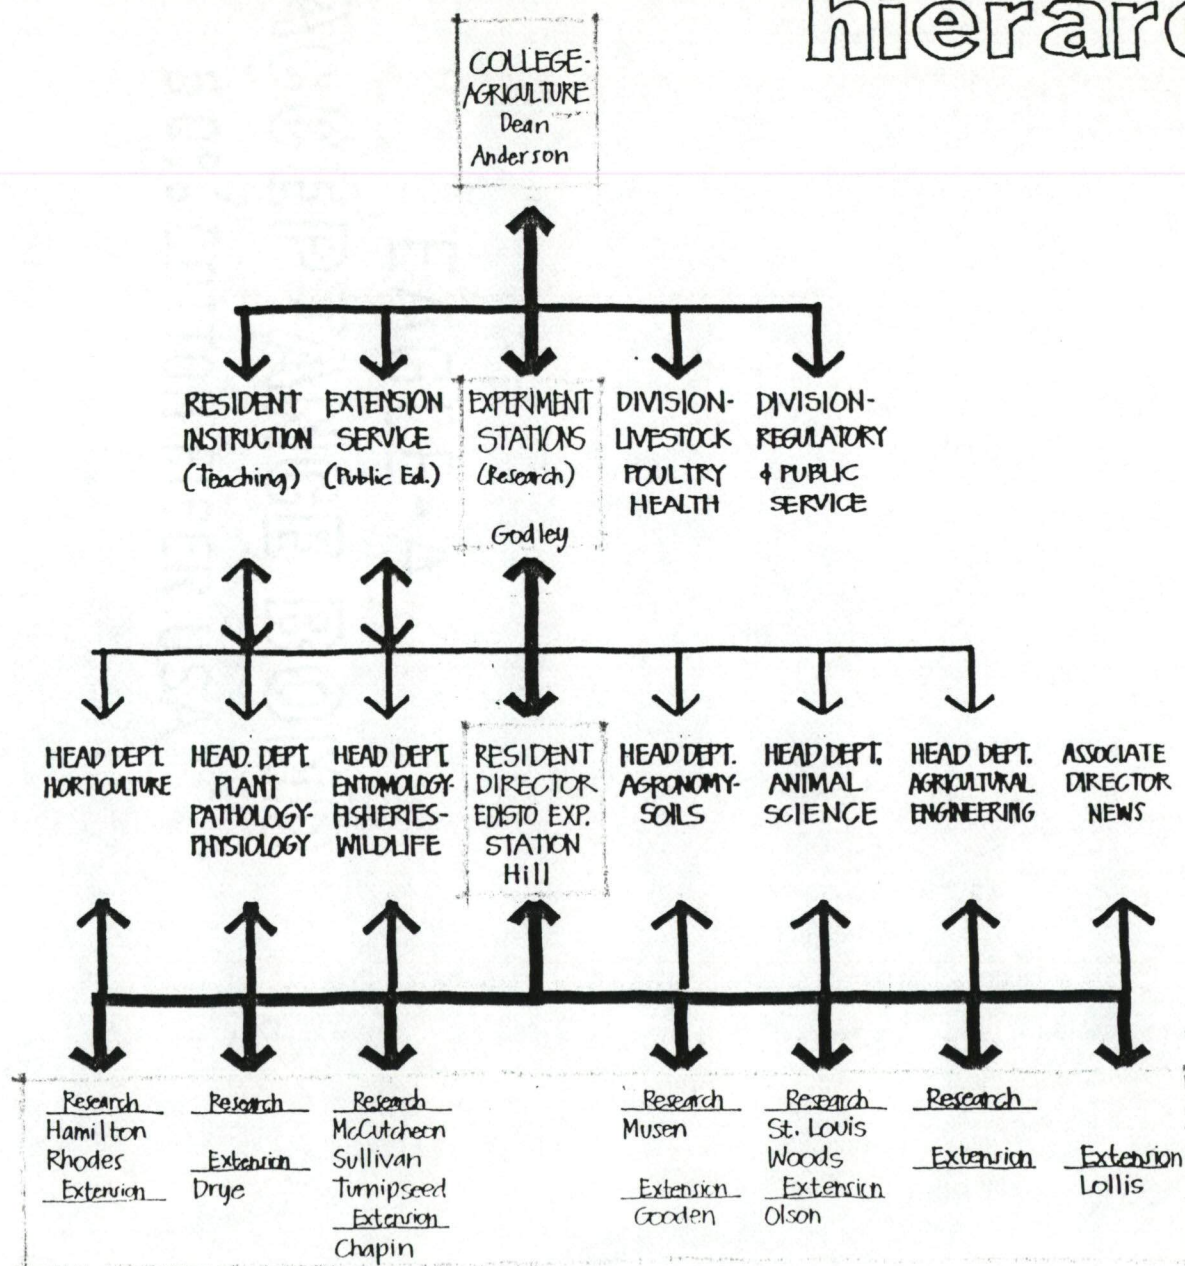 hierarc
COLLEGE-
AGRICULTURE
Dean
Anderson
RESIDENT
INSTRUCTION
(Teaching)
EXTENSION
SERVICE
(Public Ed.)
EXPERIMENT
STATIONS
(Research)
Godley
DIVISION-
LIVESTOCK
POULTRY
HEALTH
DIVISION-
REGULATORY
& PUBLIC
SERVICE
HEAD DEPT.
HORTICULTURE
HEAD. DEPT.
PLANT
PATHOLOGY-
PHYSIOLOGY
HEAD DEPT.
ENTOMOLOGY-
FISHERIES-
WILDLIFE
RESIDENT
DIRECTOR
EDISTO EXP.
STATION
Hill
HEAD DEPT.
AGRONOMY-
SOILS
HEAD DEPT.
ANIMAL
SCIENCE
HEAD DEPT.
AGRICULTURAL
ENGINEERING
ASSOCIATE
DIRECTOR
NEWS
Research
Hamilton
Rhodes
Extension
Research
Extension
Drye
Research
McCutcheon
Sullivan
Turnipseed
Extension
Chapin
Research
Musen
Extension
Gooden
Research
St. Louis
Woods
Extension
Olson
Research
Extension
Extension
Lollis